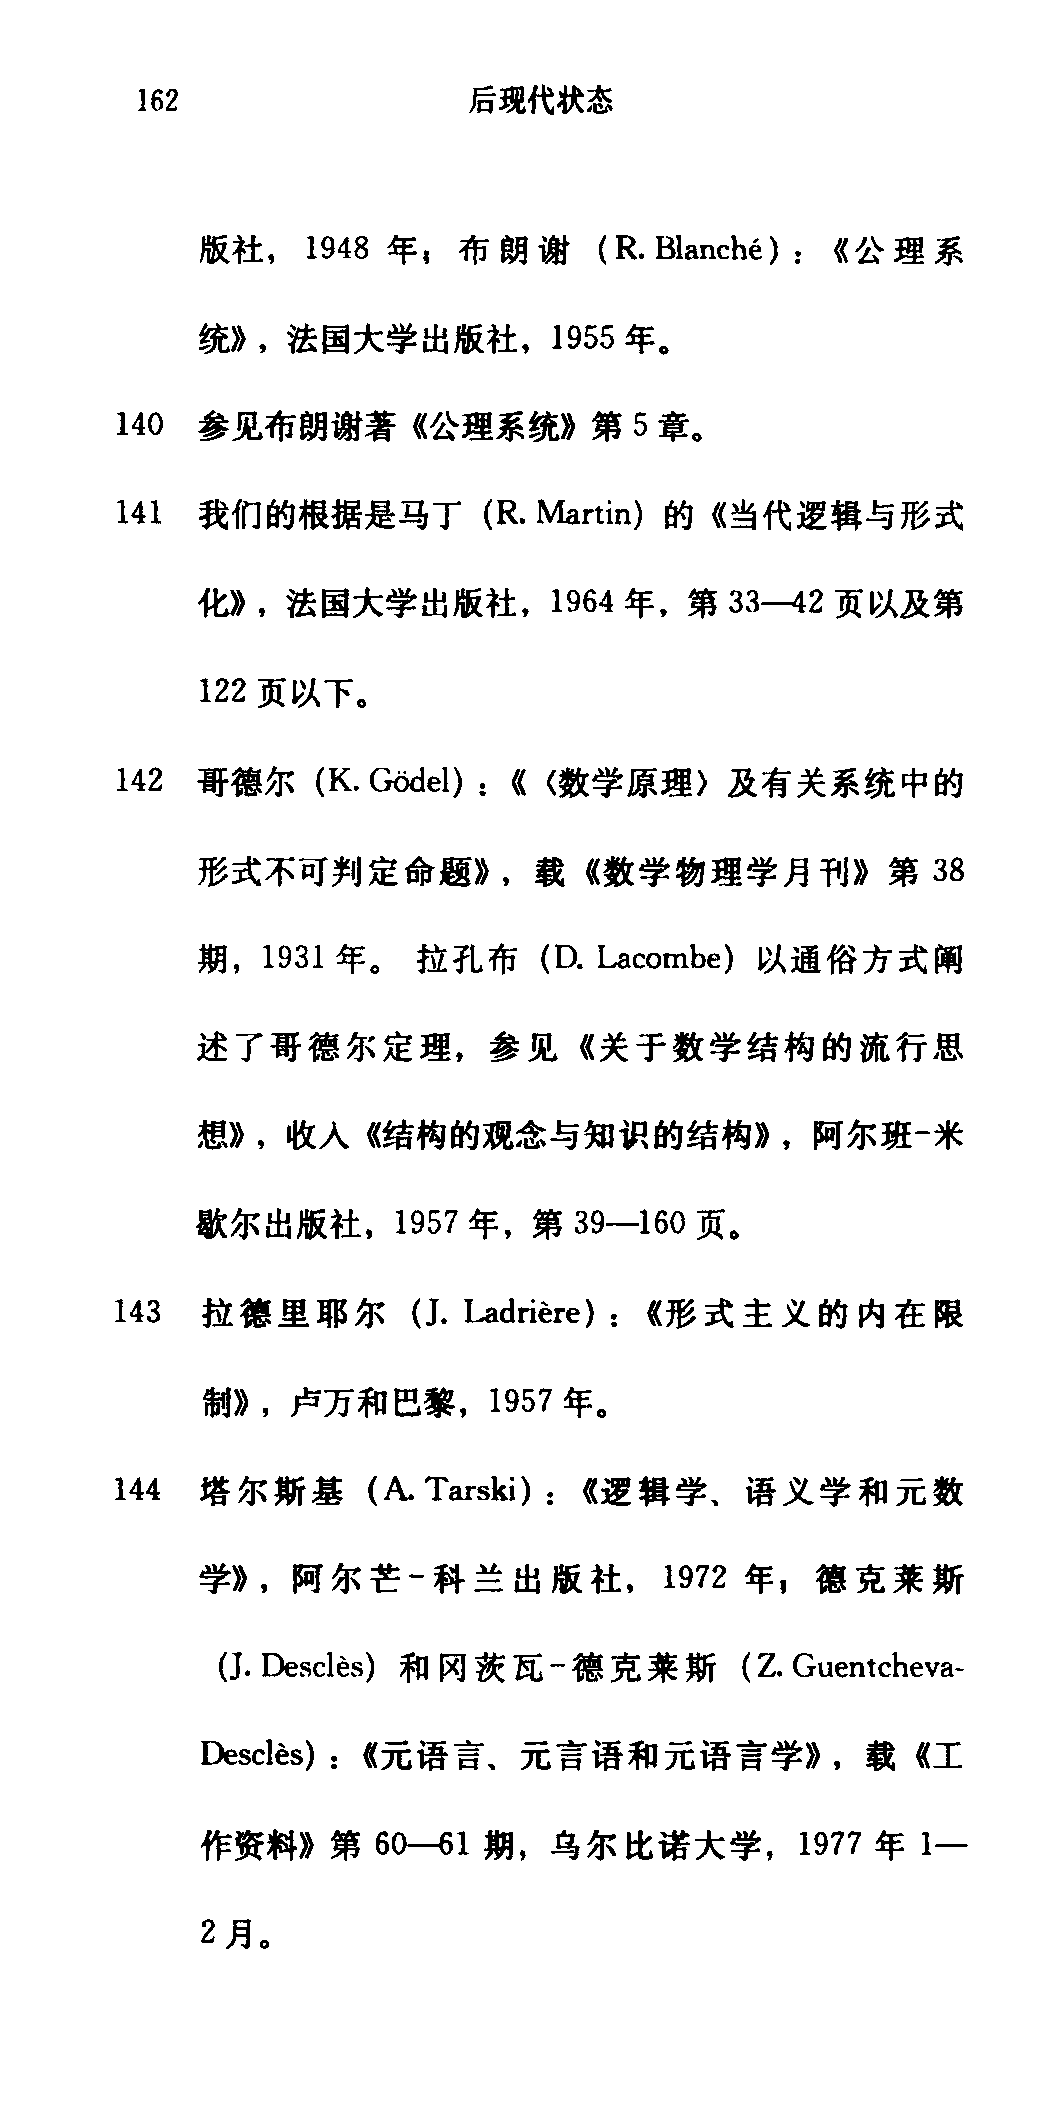 162 后现代状态
版社，1948 年；布朗谢（R. Blanché）：《公理系
统》，法国大学出版社，1955 年。
140 参见布朗谢著《公理系统》第 5 章。
141 我们的根据是马丁（R. Martin）的《当代逻辑与形式
化》，法国大学出版社，1964 年，第 33—42 页以及第
122 页以下。
142 哥德尔（K. Gödel）：《〈数学原理〉及有关系统中的
形式不可判定命题》，载《数学物理学月刊》第 38
期，1931 年。 拉孔布（D. Lacombe）以通俗方式阐
述了哥德尔定理，参见《关于数学结构的流行思
想》，收入《结构的观念与知识的结构》，阿尔班-米
歇尔出版社，1957 年，第 39—160 页。
143 拉德里耶尔（J. Ladrière）：《形式主义的内在限
制》，卢万和巴黎，1957 年。
144 塔尔斯基（A. Tarski）：《逻辑学、语义学和元数
学》，阿尔芒-科兰出版社，1972 年；德克莱斯
（J. Desclès）和冈茨瓦-德克莱斯（Z. Guentcheva-
Desclès）：《元语言、元言语和元语言学》，载《工
作资料》第 60—61 期，乌尔比诺大学，1977 年 1—
2 月。